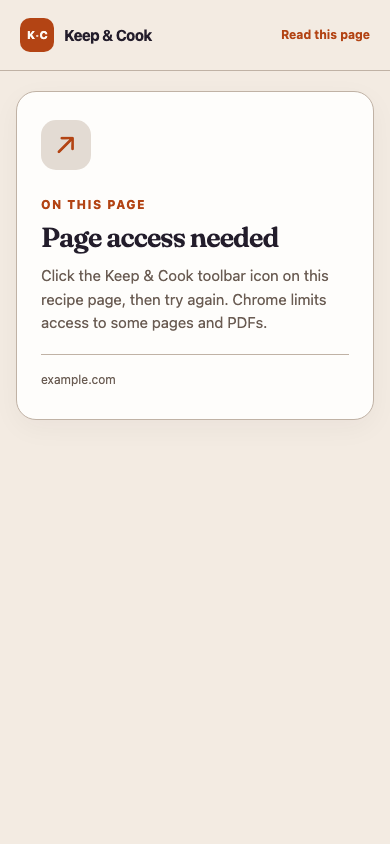 K·C
Keep & Cook
Read this page
ON THIS PAGE
Page access needed
Click the Keep & Cook toolbar icon on this
recipe page, then try again. Chrome limits
access to some pages and PDFs.
example.com